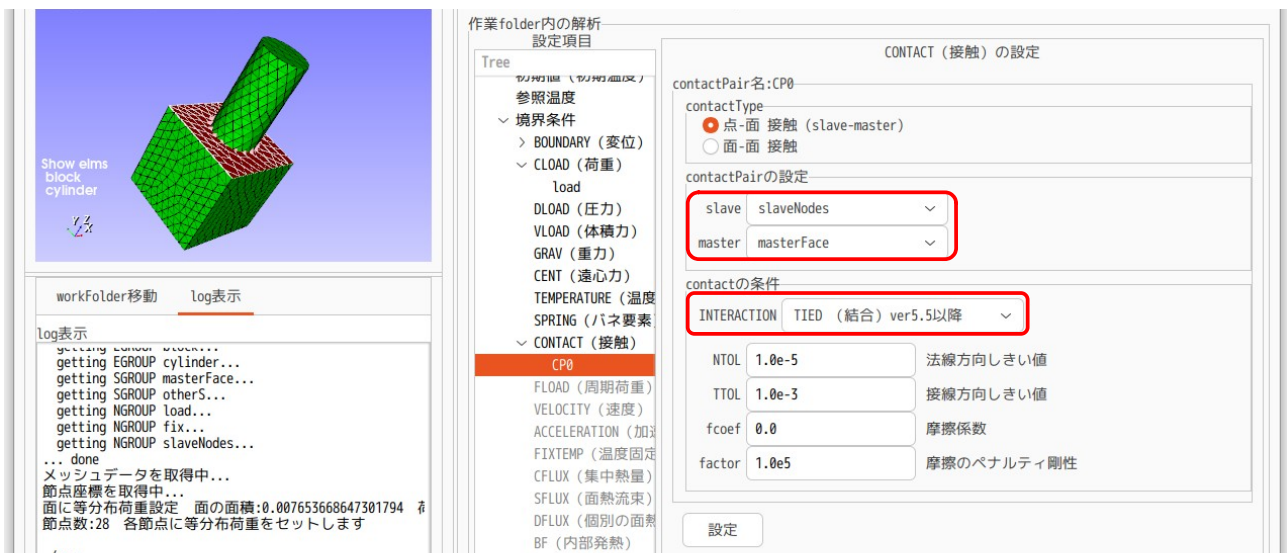 Show elms
block
cylinder
workFolder移動 log表示
log表示
getting EGROUP block...
getting EGROUP cylinder...
getting SGROUP masterFace...
getting SGROUP otherS...
getting NGROUP load...
getting NGROUP fix...
getting NGROUP slaveNodes...
... done
メッシュデータを取得中...
節点座標を取得中...
面に等分布荷重設定 面の面積:0.007653668647301794
節点数:28 各節点に等分布荷重をセットします
作業folder内の解析
設定項目
Tree
初期値 (初期温度)
参照温度
境界条件
BOUNDARY (変位)
CLOAD (荷重)
load
DLOAD (圧力)
VLOAD (体積力)
GRAV (重力)
CENT (遠心力)
TEMPERATURE (温度
SPRING (バネ要素
CONTACT (接触)
CP0
FLOAD (周期荷重)
VELOCITY (速度)
ACCELERATION (加速
FIXTEMP (温度固定
CFLUX (集中熱量)
SFLUX (面熱流束)
DFLUX (個別の面熱
BF (内部発熱)
CONTACT (接触) の設定
contactPair名:CP0
contactType
点-面 接触 (slave-master)
面-面 接触
contactPairの設定
slave slaveNodes
master masterFace
contactの条件
INTERACTION TIED (結合) ver5.5以降
NTOL 1.0e-5 法線方向しきい値
TTOL 1.0e-3 接線方向しきい値
fcoef 0.0 摩擦係数
factor 1.0e5 摩擦のペナルティ剛性
設定